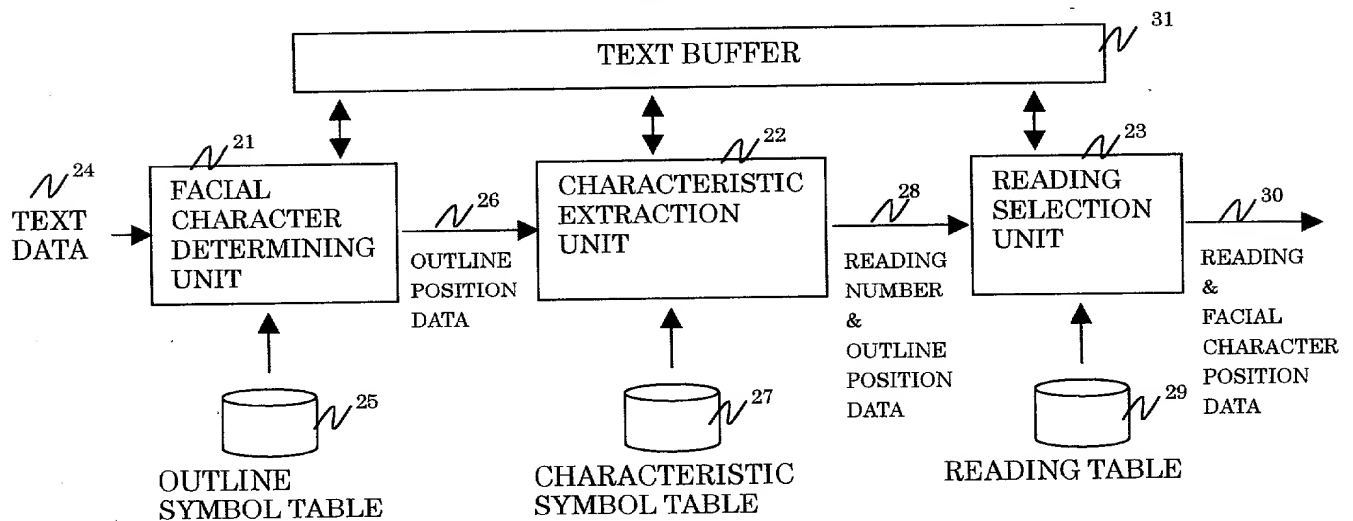 31
TEXT BUFFER
24
TEXT
DATA
21
FACIAL
CHARACTER
DETERMINING
UNIT
26
OUTLINE
POSITION
DATA
22
CHARACTERISTIC
EXTRACTION
UNIT
28
READING
NUMBER
&
OUTLINE
POSITION
DATA
23
READING
SELECTION
UNIT
30
READING
&
FACIAL
CHARACTER
POSITION
DATA
25
OUTLINE
SYMBOL TABLE
27
CHARACTERISTIC
SYMBOL TABLE
29
READING TABLE